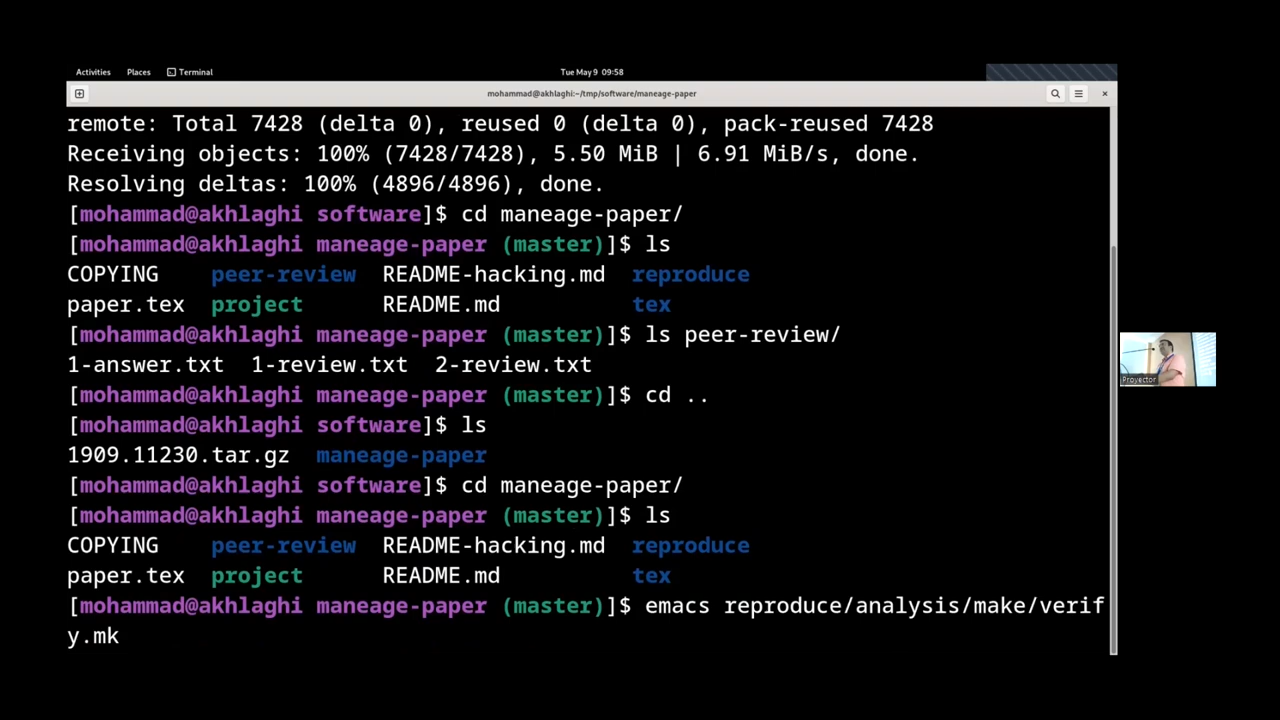 Activities Places Terminal Tue May 9 09:58
mohammad@akhlaghi:~/tmp/software/maneage-paper
remote: Total 7428 (delta 0), reused 0 (delta 0), pack-reused 7428
Receiving objects: 100% (7428/7428), 5.50 MiB | 6.91 MiB/s, done.
Resolving deltas: 100% (4896/4896), done.
[mohammad@akhlaghi software]$ cd maneage-paper/
[mohammad@akhlaghi maneage-paper (master)]$ ls
COPYING peer-review README-hacking.md reproduce
paper.tex project README.md tex
[mohammad@akhlaghi maneage-paper (master)]$ ls peer-review/
1-answer.txt 1-review.txt 2-review.txt
[mohammad@akhlaghi maneage-paper (master)]$ cd ..
[mohammad@akhlaghi software]$ ls
1909.11230.tar.gz maneage-paper
[mohammad@akhlaghi software]$ cd maneage-paper/
[mohammad@akhlaghi maneage-paper (master)]$ ls
COPYING peer-review README-hacking.md reproduce
paper.tex project README.md tex
[mohammad@akhlaghi maneage-paper (master)]$ emacs reproduce/analysis/make/verif
y.mk
Proyector